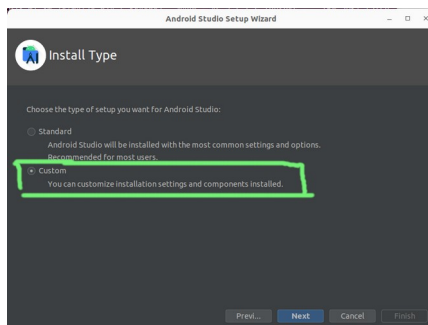 Android Studio Setup Wizard
Install Type
Choose the type of setup you want for Android Studio:
Standard
Android Studio will be installed with the most common settings and options.
Recommended for most users.
Custom
You can customize installation settings and components installed.
Previ... Next Cancel Finish